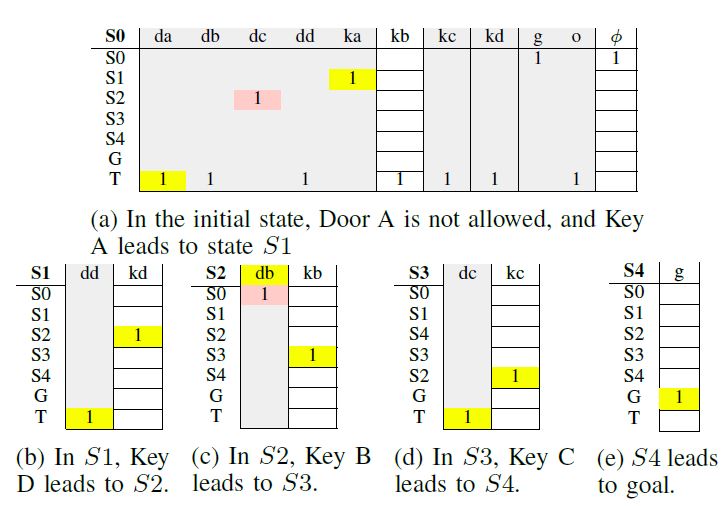 S0 da db dc dd ka kb kc kd g o ϕ
S0 1 1
S1 1
S2 1
S3
S4
G
T 1 1 1 1 1 1 1
(a) In the initial state, Door A is not allowed, and Key
A leads to state S1
S1 dd kd
S0
S1
S2 1
S3
S4
G
T 1
(b) In S1, Key
D leads to S2.
S2 db kb
S0 1
S1
S2
S3 1
S4
G
T
(c) In S2, Key B
leads to S3.
S3 dc kc
S0
S1
S4
S3
S2 1
G
T 1
(d) In S3, Key C
leads to S4.
S4 g
S0
S1
S2
S3
S4
G 1
T
(e) S4 leads
to goal.